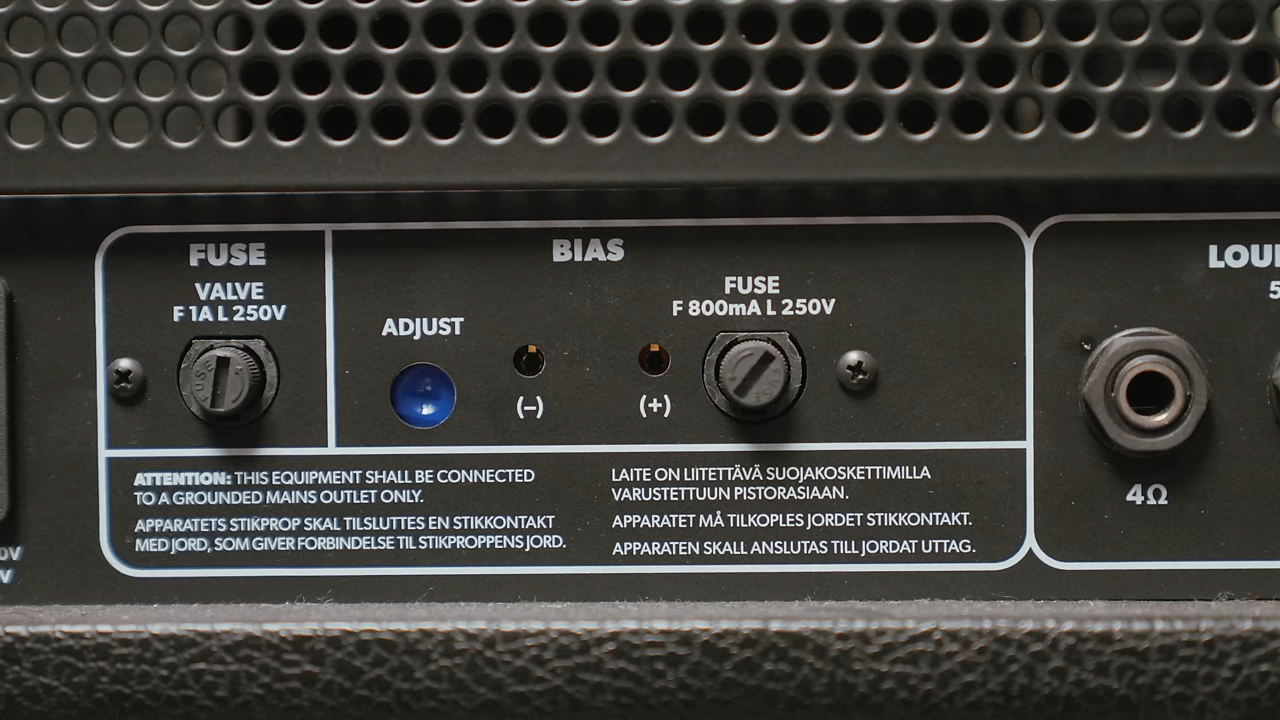 FUSE
VALVE
F 1A L 250V
FUSE
BIAS
ADJUST
(–)
(+)
FUSE
F 800mA L 250V
FUSE
ATTENTION: THIS EQUIPMENT SHALL BE CONNECTED
TO A GROUNDED MAINS OUTLET ONLY.
APPARATETS STIKPROP SKAL TILSLUTTES EN STIKKONTAKT
MED JORD, SOM GIVER FORBINDELSE TIL STIKPROPPENS JORD.
LAITE ON LIITETTÄVÄ SUOJAKOSKETTIMILLA
VARUSTETTUUN PISTORASIAAN.
APPARATET MÅ TILKOPLES JORDET STIKKONTAKT.
APPARATEN SKALL ANSLUTAS TILL JORDAT UTTAG.
4Ω